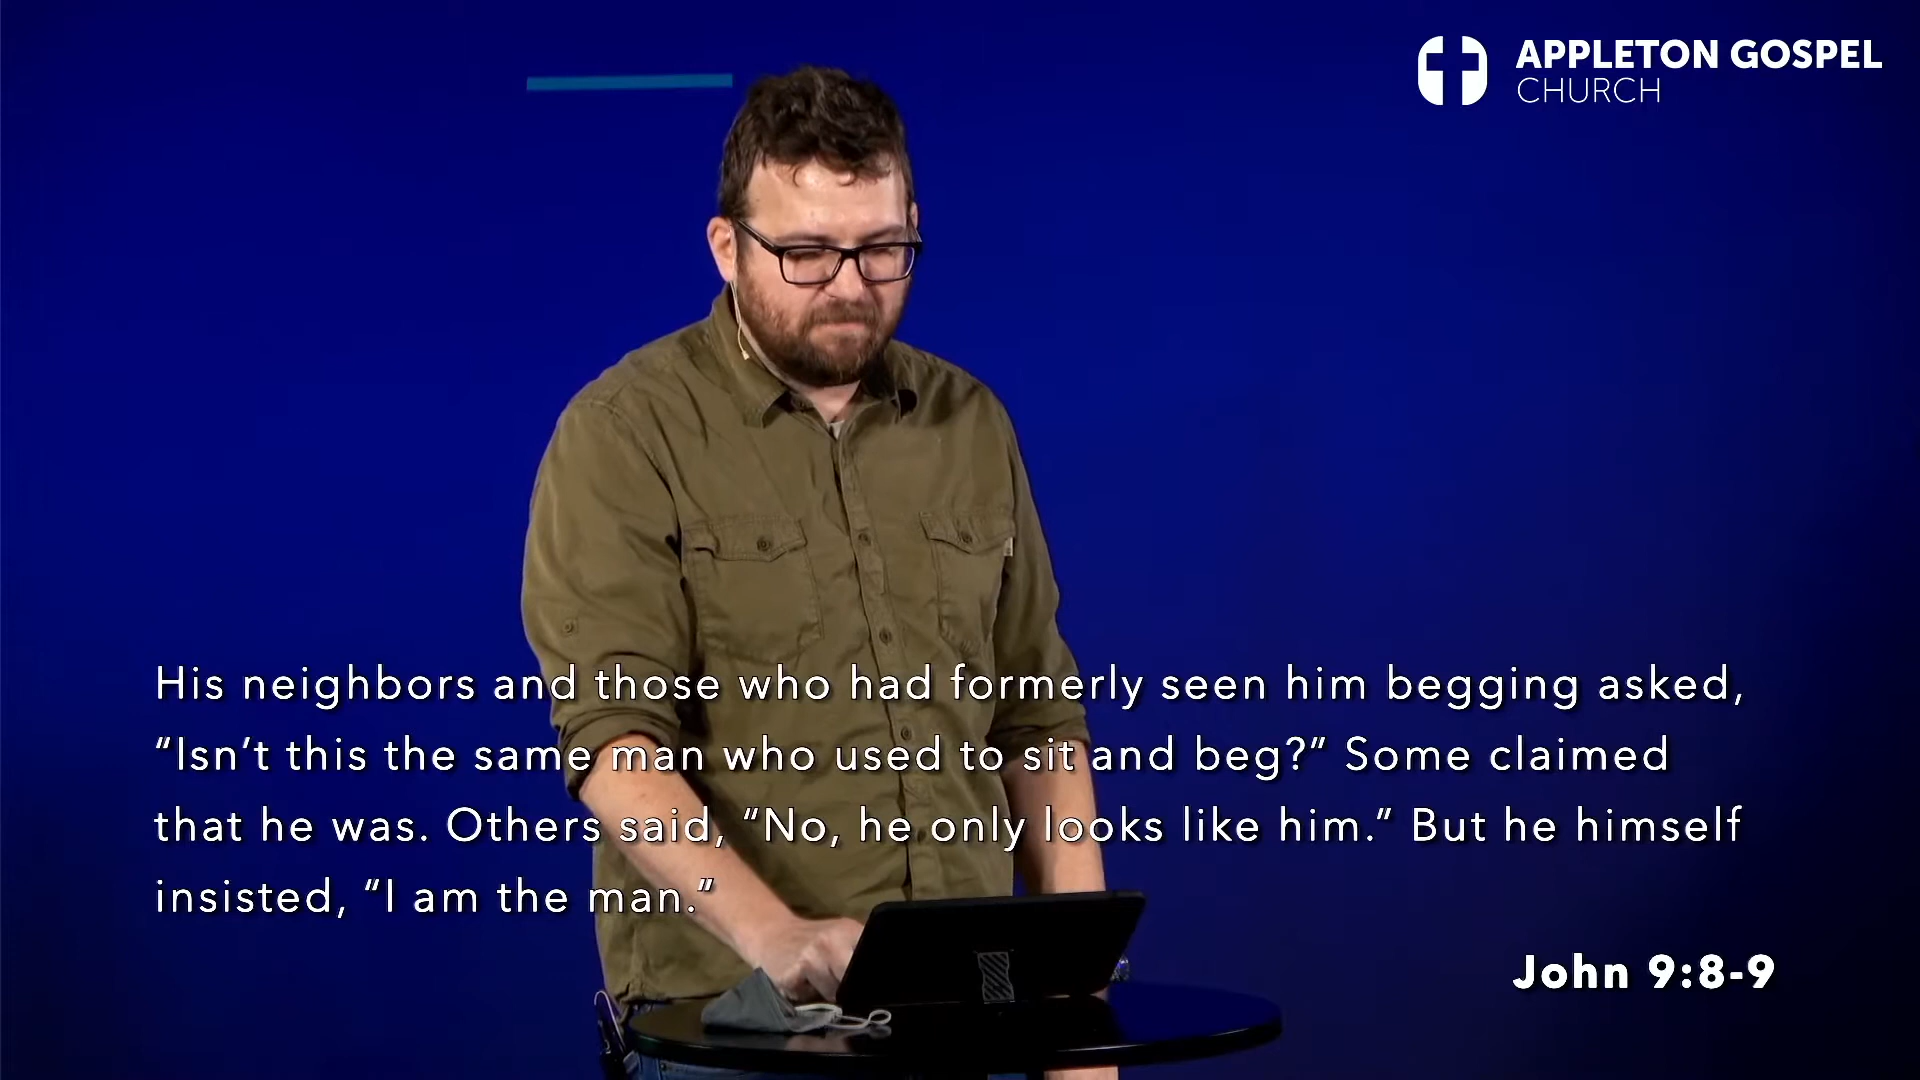 APPLETON GOSPEL
CHURCH
His neighbors and those who had formerly seen him begging asked,
“Isn’t this the same man who used to sit and beg?” Some claimed
that he was. Others said, “No, he only looks like him.” But he himself
insisted, “I am the man.”
John 9:8-9